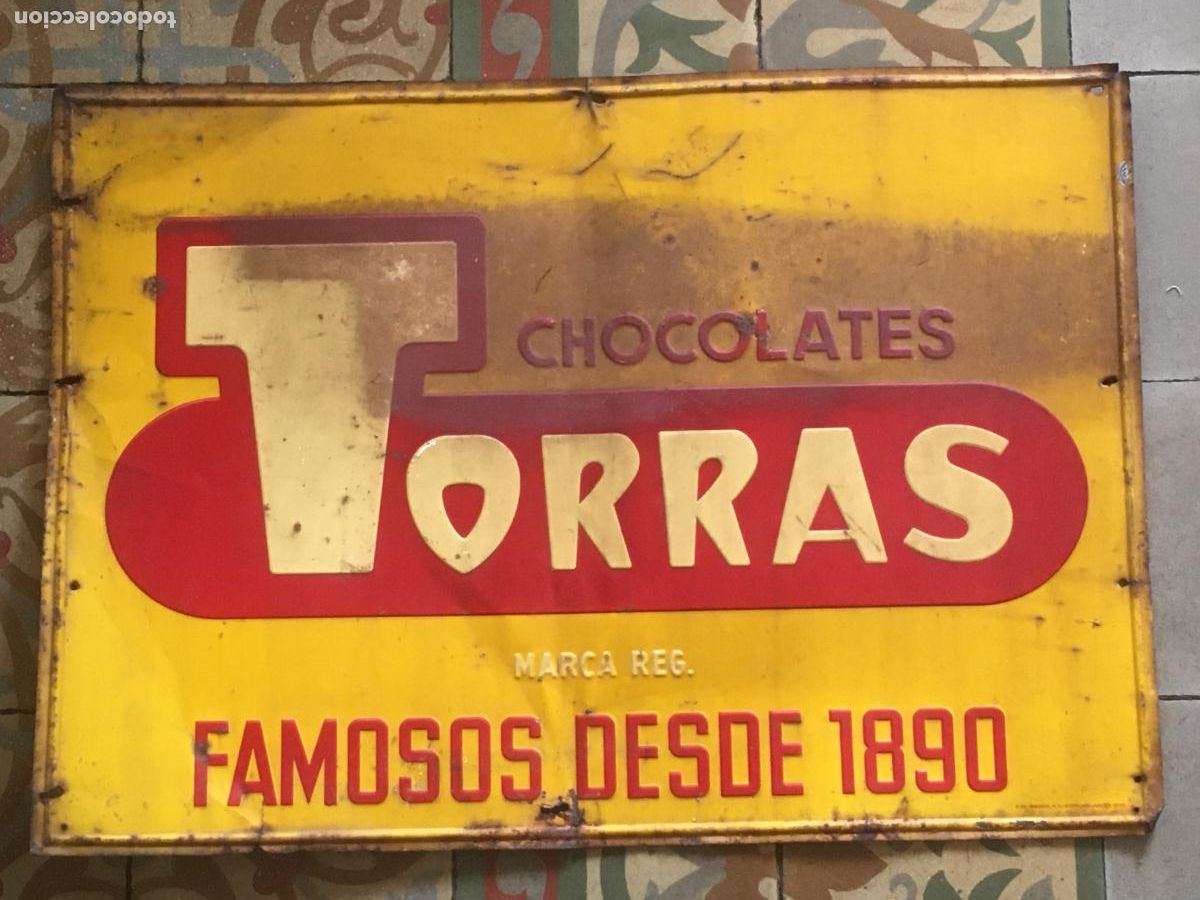 todocoleccion
CHOCOLATES
TORRAS
MARCA REG.
FAMOSOS DESDE 1890